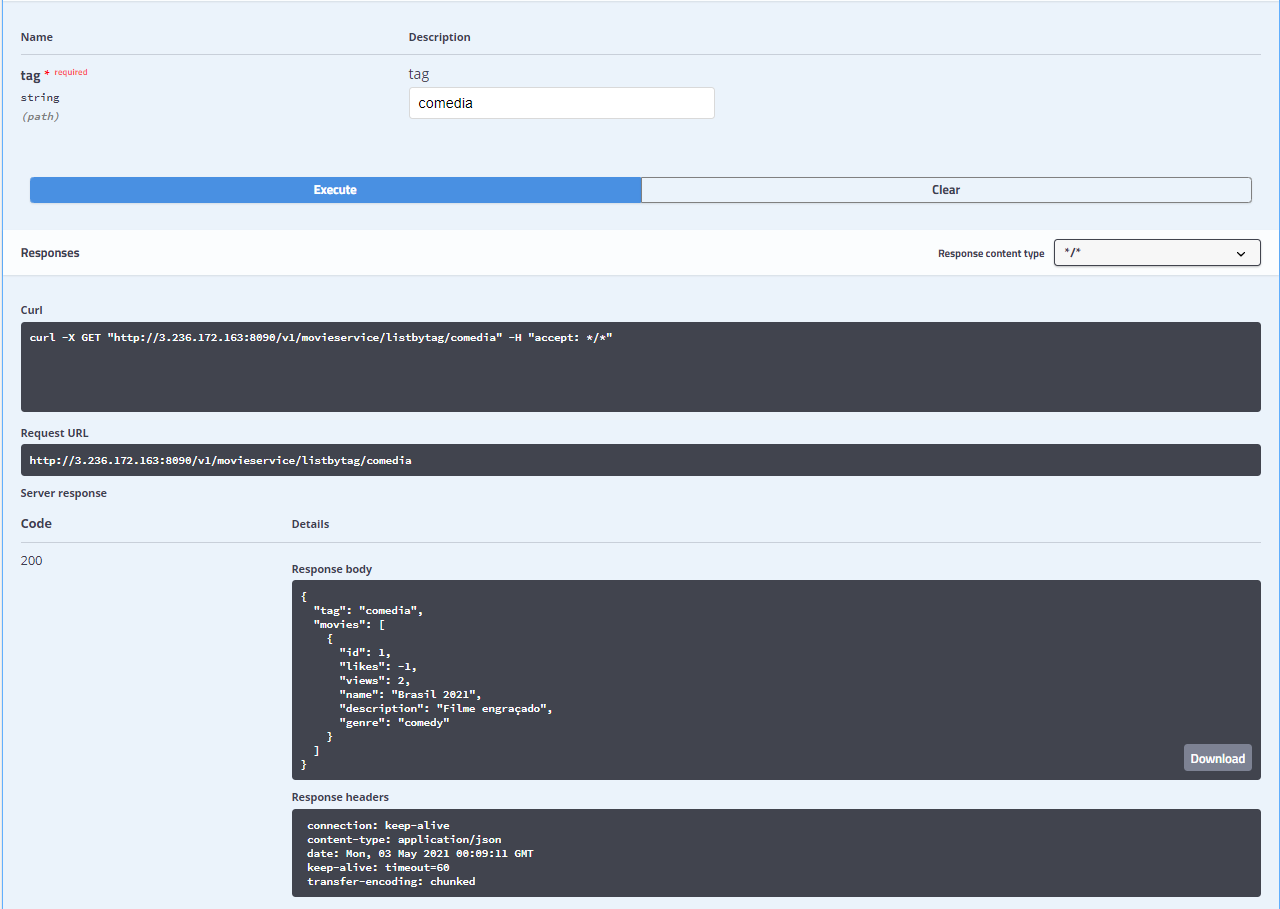 Name Description
tag * required tag
string comedia
(path)
Execute Clear
Responses Response content type */*
Curl
curl -X GET "http://3.236.172.163:8090/v1/movieservice/listbytag/comedia" -H "accept: */*"
Request URL
http://3.236.172.163:8090/v1/movieservice/listbytag/comedia
Server response
Code Details
200
Response body
{
  "tag": "comedia",
  "movies": [
    {
      "id": 1,
      "likes": -1,
      "views": 2,
      "name": "Brasil 2021",
      "description": "Filme engraçado",
      "genre": "comedy"
    }
  ]
}
Download
Response headers
connection: keep-alive
content-type: application/json
date: Mon, 03 May 2021 00:09:11 GMT
keep-alive: timeout=60
transfer-encoding: chunked